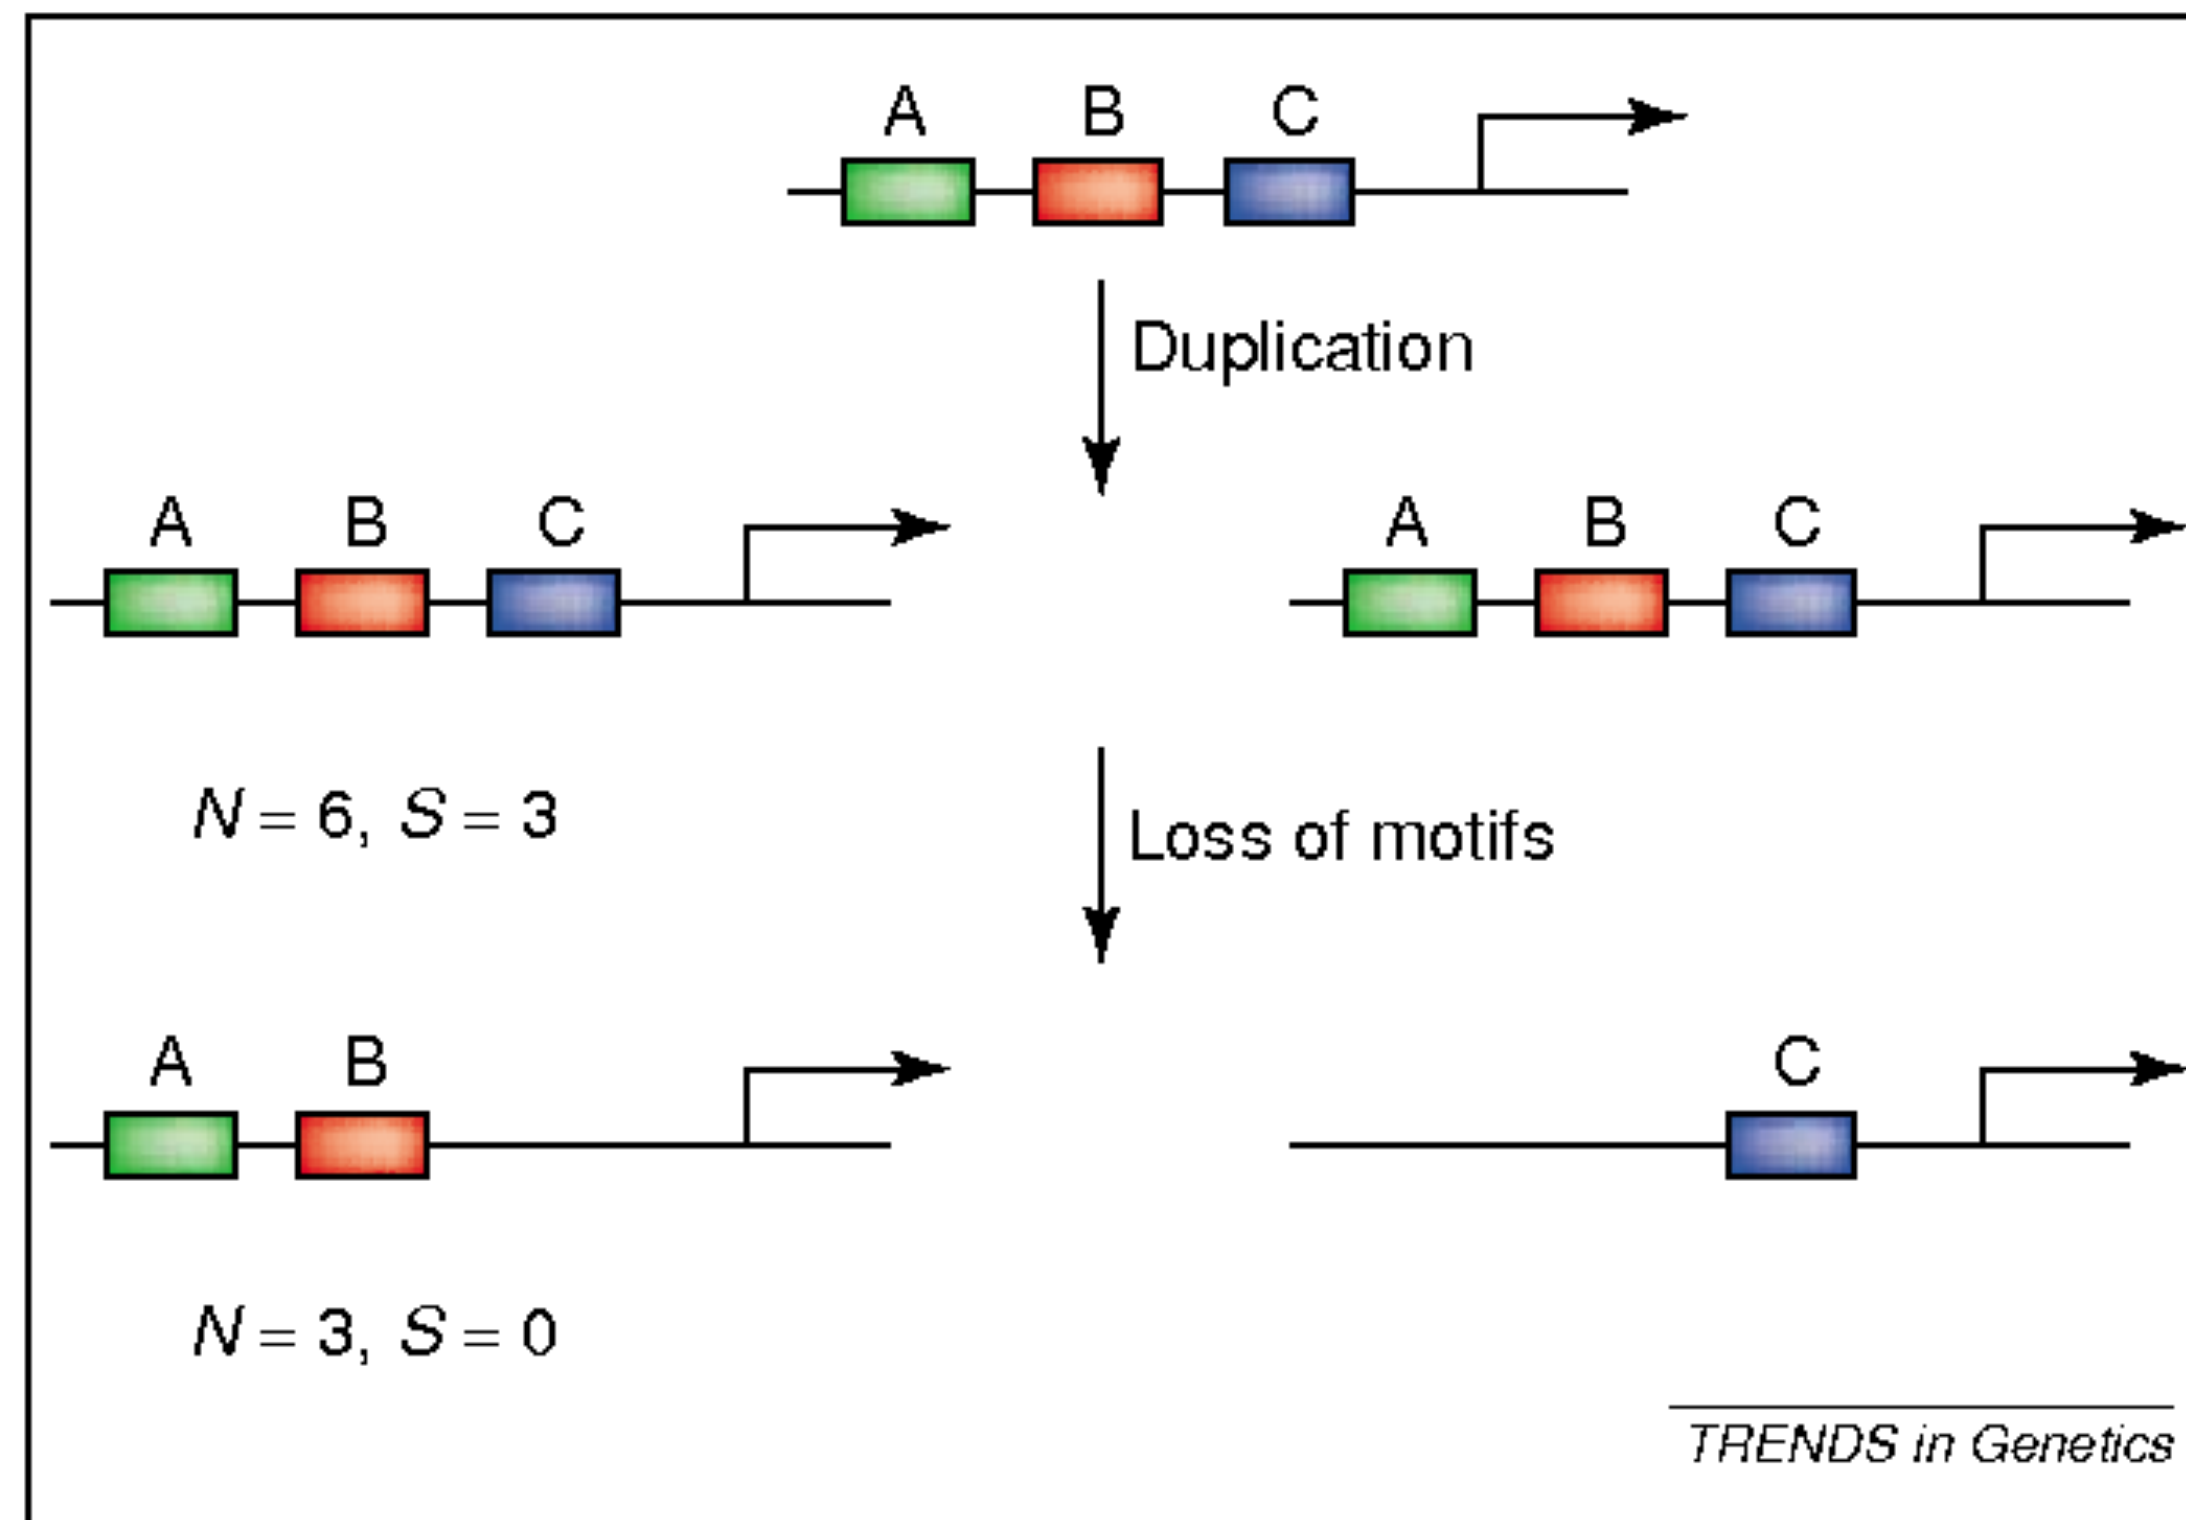 A B C
Duplication
A B C A B C
N = 6, S = 3
Loss of motifs
A B C
N = 3, S = 0
TRENDS in Genetics